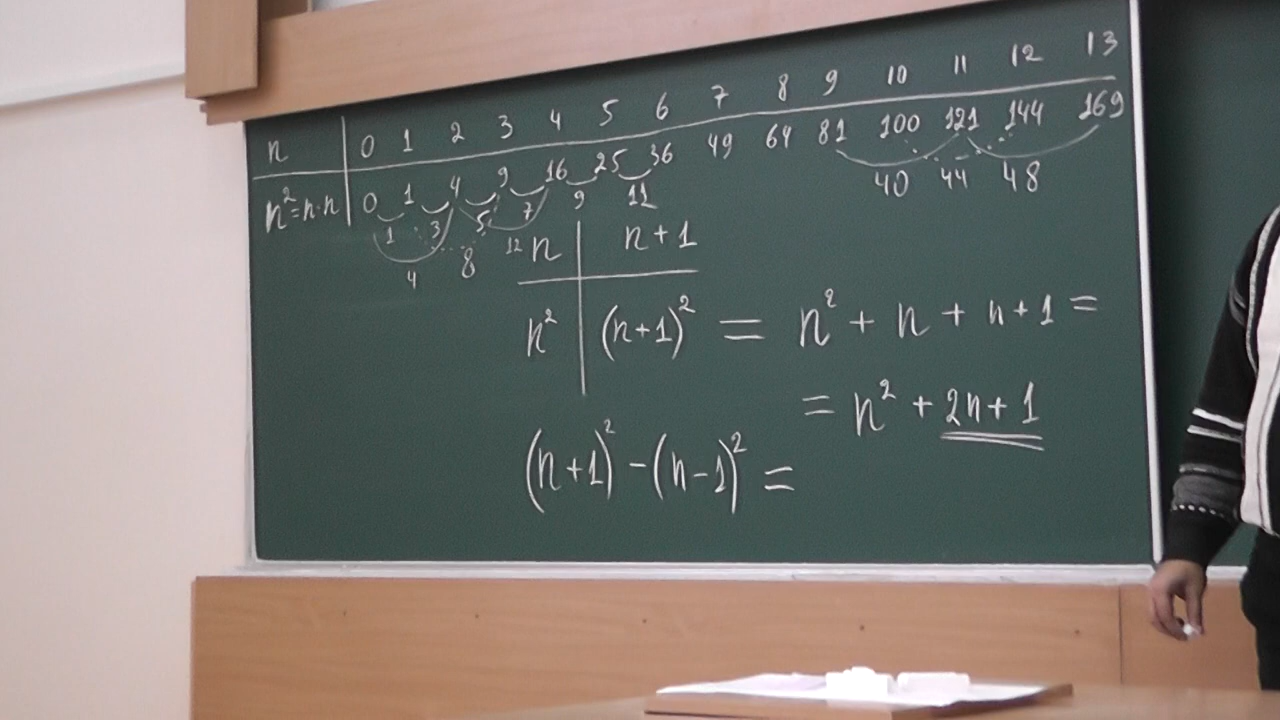 n 0 1 2 3 4 5 6 7 8 9 10 11 12 13
n² = n·n 0 1 4 9 16 25 36 49 64 81 100 121 144 169
1 3 5 7 9 11
4 8 12
40 44 48
n n+1
n² (n+1)² = n² + n + n+1 =
= n² + 2n+1
(n+1)² - (n-1)² =